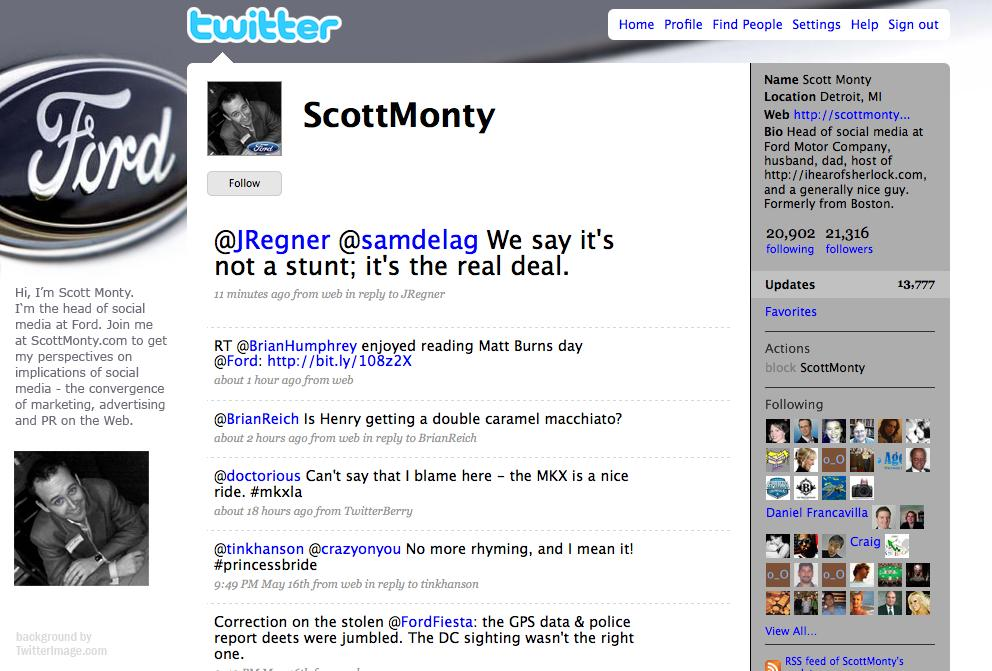 twitter
Home Profile Find People Settings Help Sign out
Ford
Hi, I'm Scott Monty.
I'm the head of social
media at Ford. Join me
at ScottMonty.com to get
my perspectives on
implications of social
media - the convergence
of marketing, advertising
and PR on the Web.
background by
TwitterImage.com
Ford
ScottMonty
Follow
@JRegner @samdelag We say it's
not a stunt; it's the real deal.
11 minutes ago from web in reply to JRegner
RT @BrianHumphrey enjoyed reading Matt Burns day
@Ford: http://bit.ly/108z2X
about 1 hour ago from web
@BrianReich Is Henry getting a double caramel macchiato?
about 2 hours ago from web in reply to BrianReich
@doctorious Can't say that I blame here – the MKX is a nice
ride. #mkxla
about 18 hours ago from TwitterBerry
@tinkhanson @crazyonyou No more rhyming, and I mean it!
#princessbride
9:49 PM May 16th from web in reply to tinkhanson
Correction on the stolen @FordFiesta: the GPS data & police
report deets were jumbled. The DC sighting wasn't the right
one.
Name Scott Monty
Location Detroit, MI
Web http://scottmonty...
Bio Head of social media at
Ford Motor Company,
husband, dad, host of
http://ihearofsherlock.com,
and a generally nice guy.
Formerly from Boston.
20,902 21,316
following followers
Updates 13,777
Favorites
Actions
block ScottMonty
Following
o_O
Age
Daniel Francavilla
Craig
o_O o_O
View All...
RSS feed of ScottMonty's